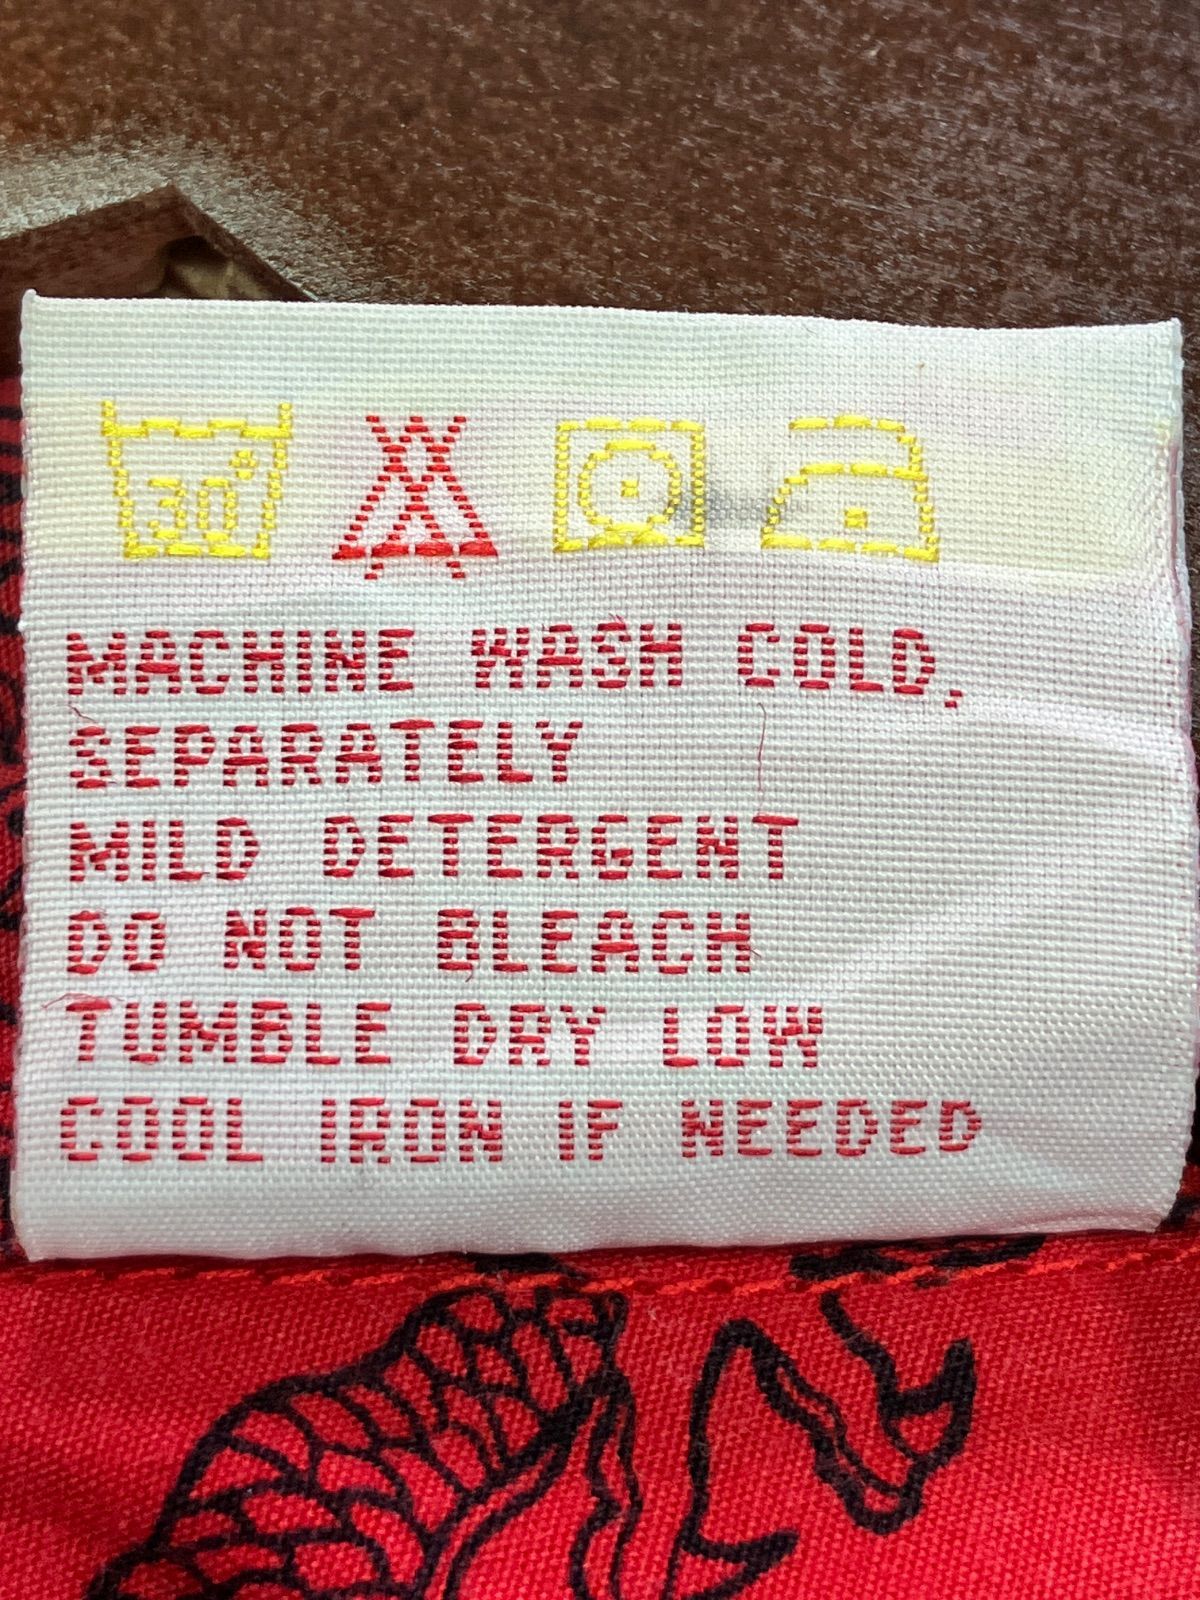 30°
MACHINE WASH COLD,
SEPARATELY
MILD DETERGENT
DO NOT BLEACH
TUMBLE DRY LOW
COOL IRON IF NEEDED